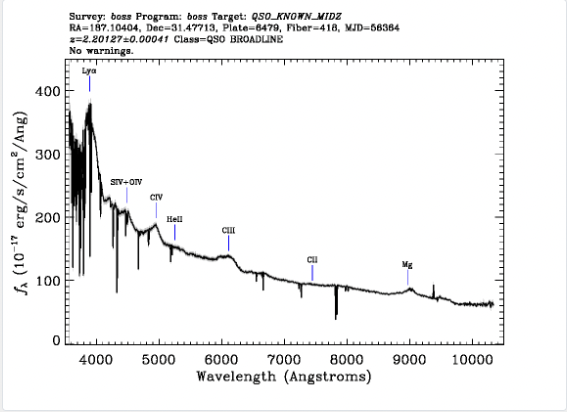 Survey: boss Program: boss Target: QSO_KNOWN_MIDZ
RA=187.10404, Dec=31.47713, Plate=6479, Fiber=418, MJD=56364
z=2.20127±0.00041 Class=QSO BROADLINE
No warnings.
Lyα
SIV+OIV
CIV
HeII
CIII
CII
Mg
400
300
200
100
0
fλ (10⁻¹⁷ erg/s/cm²/Ang)
4000 5000 6000 7000 8000 9000 10000
Wavelength (Angstroms)